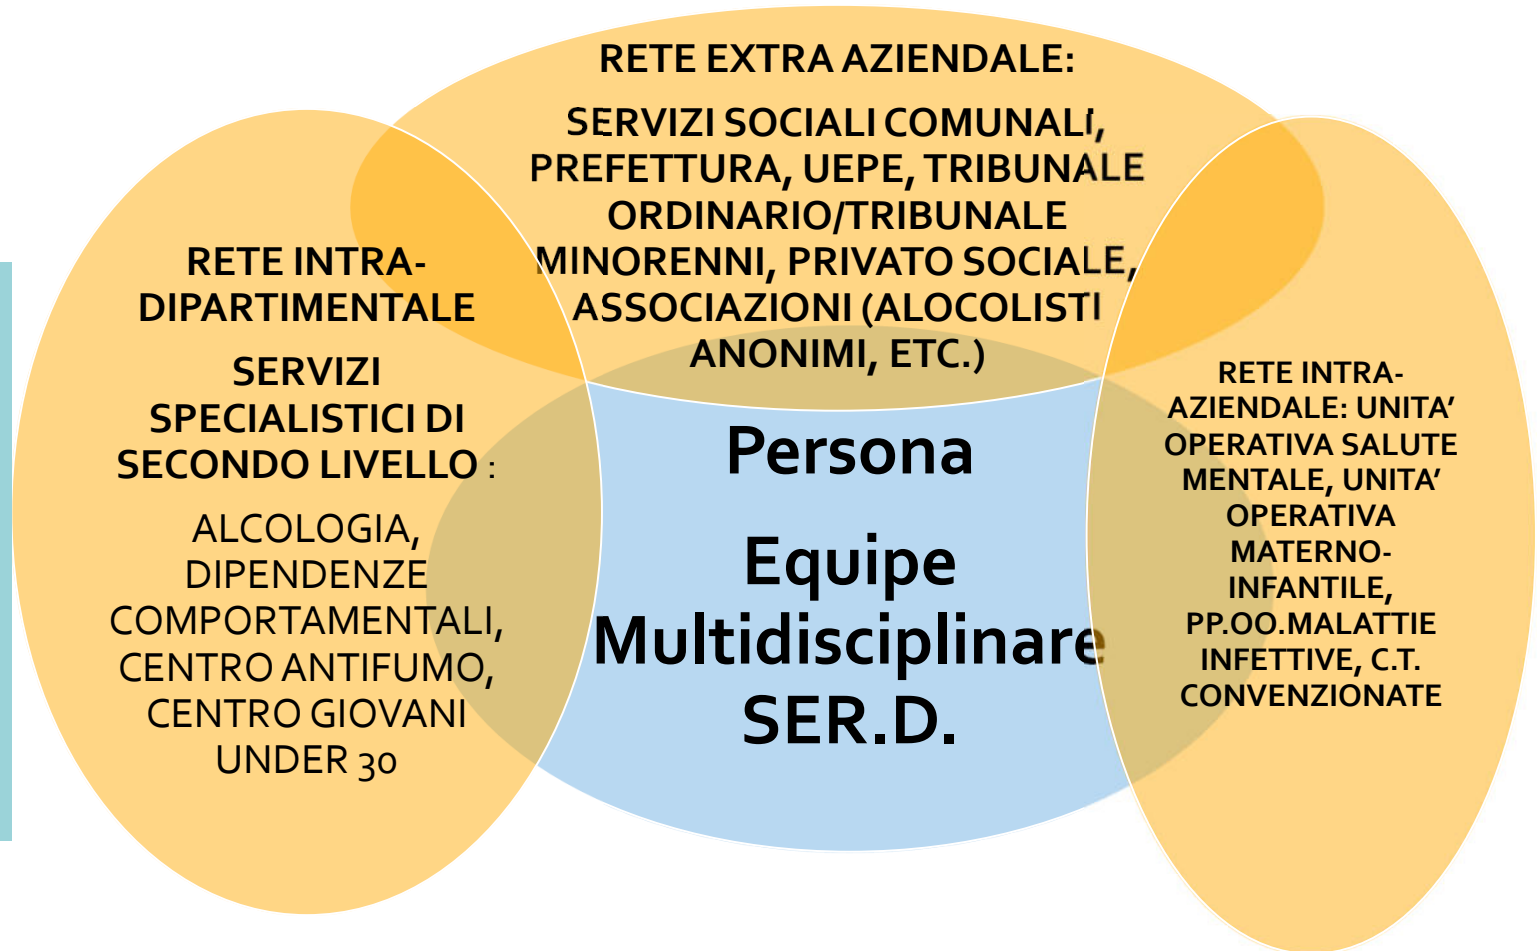 RETE EXTRA AZIENDALE:
SERVIZI SOCIALI COMUNALI,
PREFETTURA, UEPE, TRIBUNALE
ORDINARIO/TRIBUNALE
MINORENNI, PRIVATO SOCIALE,
ASSOCIAZIONI (ALOCOLISTI
ANONIMI, ETC.)
RETE INTRA-
DIPARTIMENTALE
SERVIZI
SPECIALISTICI DI
SECONDO LIVELLO :
ALCOLOGIA,
DIPENDENZE
COMPORTAMENTALI,
CENTRO ANTIFUMO,
CENTRO GIOVANI
UNDER 30
Persona
Equipe
Multidisciplinare
SER.D.
RETE INTRA-
AZIENDALE: UNITA’
OPERATIVA SALUTE
MENTALE, UNITA’
OPERATIVA
MATERNO-
INFANTILE,
PP.OO.MALATTIE
INFETTIVE, C.T.
CONVENZIONATE